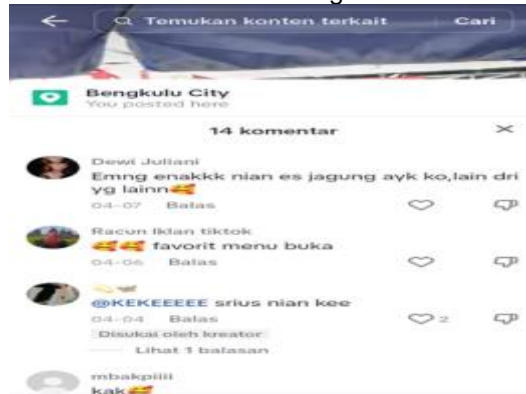 Temukan konten terkait
Cari
Bengkulu City
You posted here
14 komentar
Dewi Juliani
Emng enakkk nian es jagung ayk ko,lain dri
yg lainn🥰
04-07 Balas
Racun Iklan tiktok
🥰🥰 favorit menu buka
04-06 Balas
@KEKEEEEE srius nian kee
04-04 Balas
2
Disukai oleh kreator
Lihat 1 balasan
mbakpiiii
kak🥰